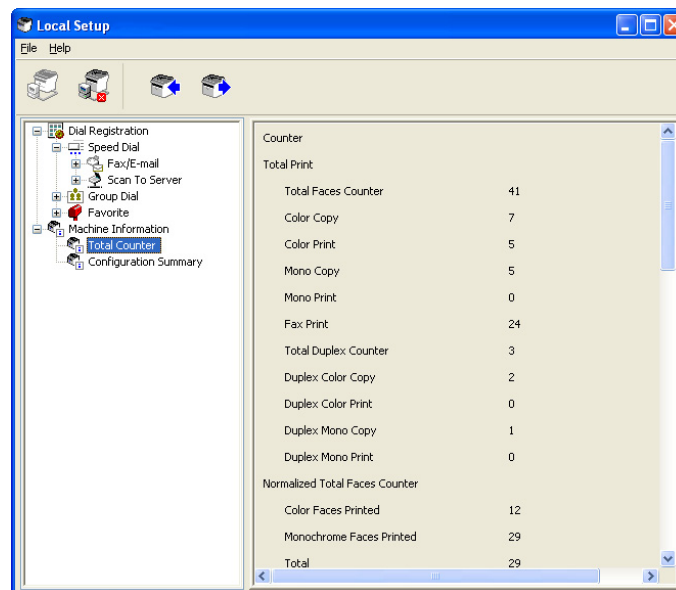 Local Setup
File Help
Dial Registration
Speed Dial
Fax/E-mail
Scan To Server
Group Dial
Favorite
Machine Information
Total Counter
Configuration Summary
Counter
Total Print
Total Faces Counter 41
Color Copy 7
Color Print 5
Mono Copy 5
Mono Print 0
Fax Print 24
Total Duplex Counter 3
Duplex Color Copy 2
Duplex Color Print 0
Duplex Mono Copy 1
Duplex Mono Print 0
Normalized Total Faces Counter
Color Faces Printed 12
Monochrome Faces Printed 29
Total 29